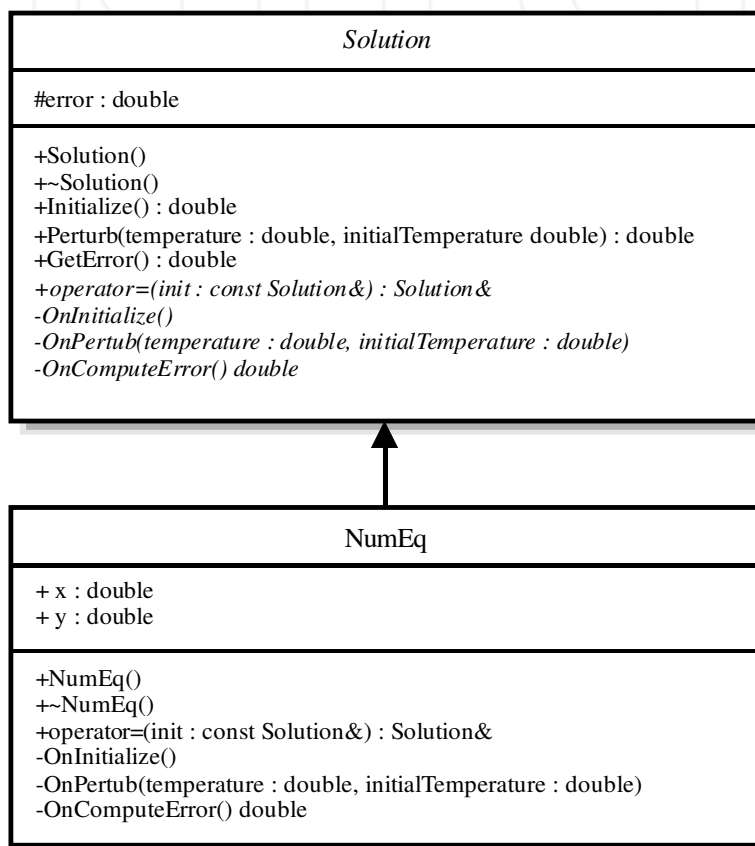 Solution
#error : double
+Solution()
+~Solution()
+Initialize() : double
+Perturb(temperature : double, initialTemperature double) : double
+GetError() : double
+operator=(init : const Solution&) : Solution&
-OnInitialize()
-OnPertub(temperature : double, initialTemperature : double)
-OnComputeError() double
NumEq
+ x : double
+ y : double
+NumEq()
+~NumEq()
+operator=(init : const Solution&) : Solution&
-OnInitialize()
-OnPertub(temperature : double, initialTemperature : double)
-OnComputeError() double